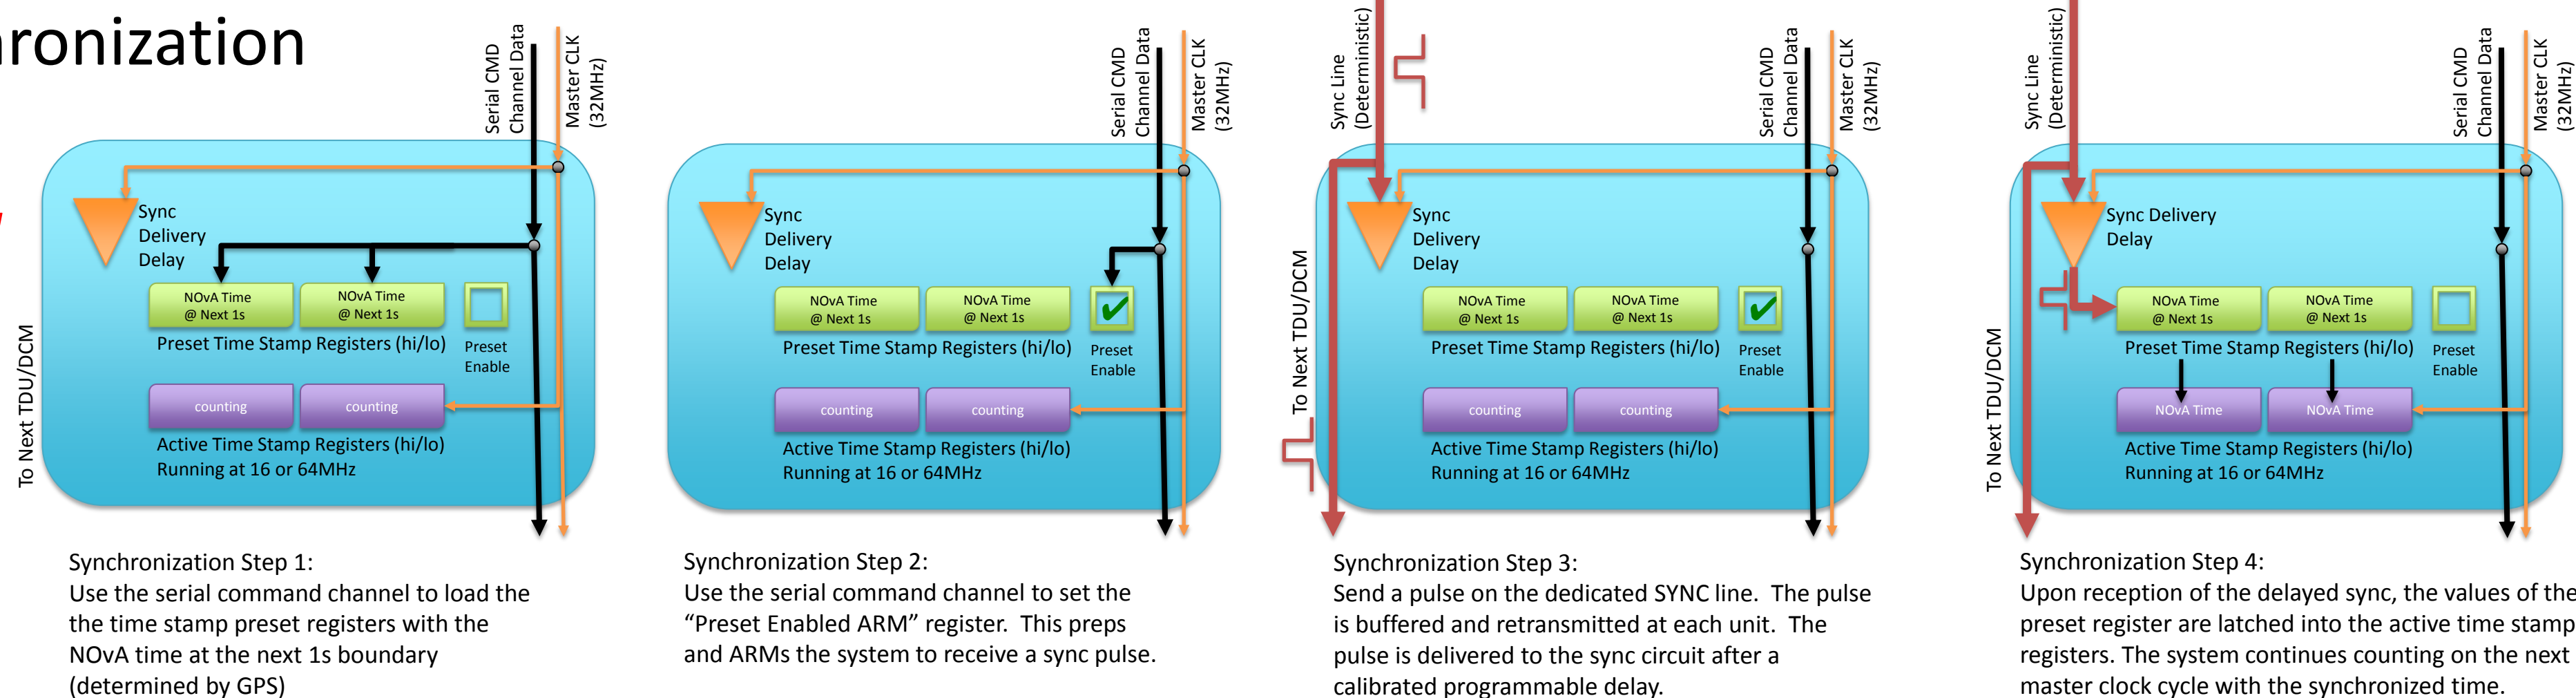 hronization
Serial CMD
Channel Data
Master CLK
(32MHz)
Sync
Delivery
Delay
NOvA Time
@ Next 1s
NOvA Time
@ Next 1s
Preset Time Stamp Registers (hi/lo)
Preset
Enable
counting
counting
Active Time Stamp Registers (hi/lo)
Running at 16 or 64MHz
To Next TDU/DCM
Synchronization Step 1:
Use the serial command channel to load the
the time stamp preset registers with the
NOvA time at the next 1s boundary
(determined by GPS)
Serial CMD
Channel Data
Master CLK
(32MHz)
Sync
Delivery
Delay
NOvA Time
@ Next 1s
NOvA Time
@ Next 1s
Preset Time Stamp Registers (hi/lo)
Preset
Enable
counting
counting
Active Time Stamp Registers (hi/lo)
Running at 16 or 64MHz
Synchronization Step 2:
Use the serial command channel to set the
“Preset Enabled ARM” register. This preps
and ARMs the system to receive a sync pulse.
Sync Line
(Deterministic)
Serial CMD
Channel Data
Master CLK
(32MHz)
Sync
Delivery
Delay
NOvA Time
@ Next 1s
NOvA Time
@ Next 1s
Preset Time Stamp Registers (hi/lo)
Preset
Enable
counting
counting
Active Time Stamp Registers (hi/lo)
Running at 16 or 64MHz
To Next TDU/DCM
Synchronization Step 3:
Send a pulse on the dedicated SYNC line. The pulse
is buffered and retransmitted at each unit. The
pulse is delivered to the sync circuit after a
calibrated programmable delay.
Sync Line
(Deterministic)
Serial CMD
Channel Data
Master CLK
(32MHz)
Sync Delivery
Delay
NOvA Time
@ Next 1s
NOvA Time
@ Next 1s
Preset Time Stamp Registers (hi/lo)
Preset
Enable
NOvA Time
NOvA Time
Active Time Stamp Registers (hi/lo)
Running at 16 or 64MHz
To Next TDU/DCM
Synchronization Step 4:
Upon reception of the delayed sync, the values of the
preset register are latched into the active time stamp
registers. The system continues counting on the next
master clock cycle with the synchronized time.